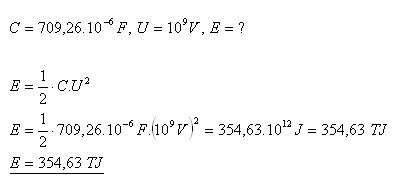 C = 709,26.10⁻⁶ F, U = 10⁹V, E = ?
E = 1/2 · C.U²
E = 1/2 · 709,26.10⁻⁶ F.(10⁹V)² = 354,63.10¹² J = 354,63 TJ
E = 354,63 TJ